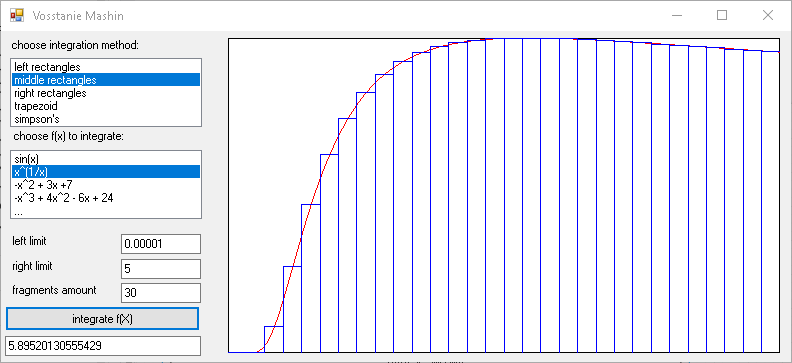 Vosstanie Mashin
choose integration method:
left rectangles
middle rectangles
right rectangles
trapezoid
simpson's
choose f(x) to integrate:
sin(x)
x^(1/x)
-x^2 + 3x +7
-x^3 + 4x^2 - 6x + 24
...
left limit 0.00001
right limit 5
fragments amount 30
integrate f(X)
5.89520130555429